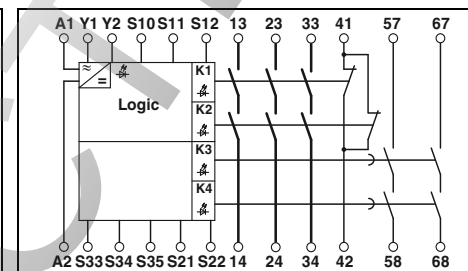 A1 Y1 Y2 S10 S11 S12 13 23 33 41 57 67
≈
=
K1
Logic
K2
K3
K4
A2 S33 S34 S35 S21 S22 14 24 34 42 58 68